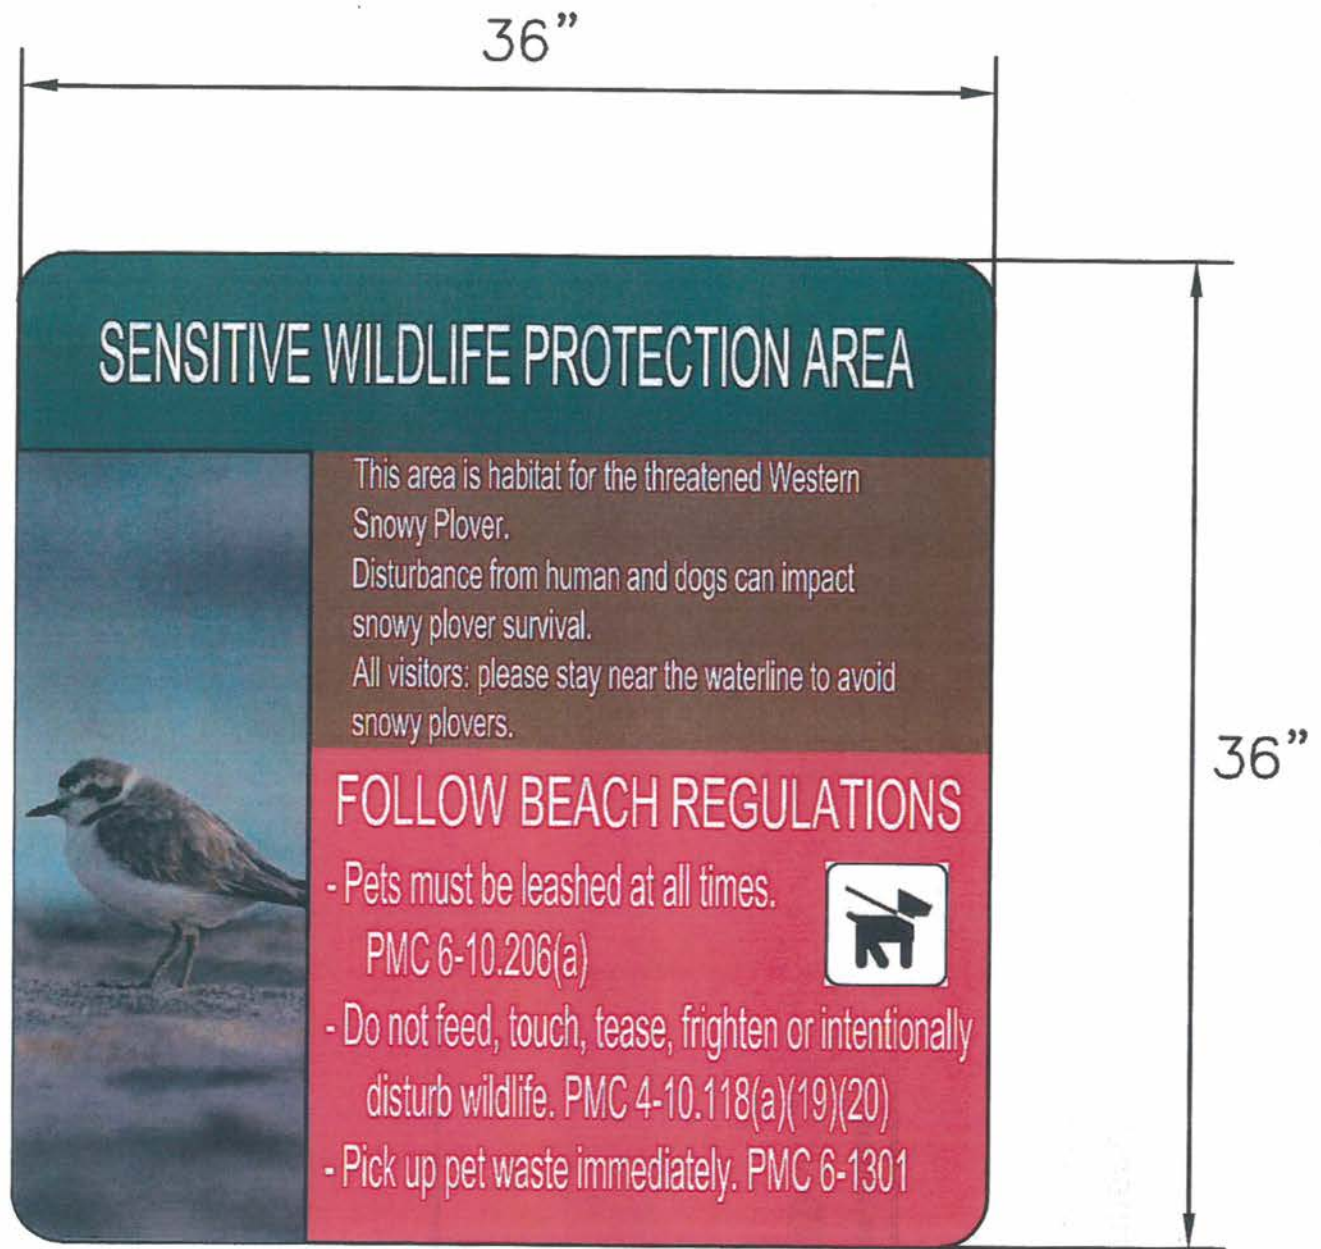 36”
SENSITIVE WILDLIFE PROTECTION AREA
This area is habitat for the threatened Western
Snowy Plover.
Disturbance from human and dogs can impact
snowy plover survival.
All visitors: please stay near the waterline to avoid
snowy plovers.
36”
FOLLOW BEACH REGULATIONS
- Pets must be leashed at all times.
PMC 6-10.206(a)
- Do not feed, touch, tease, frighten or intentionally
disturb wildlife. PMC 4-10.118(a)(19)(20)
- Pick up pet waste immediately. PMC 6-1301